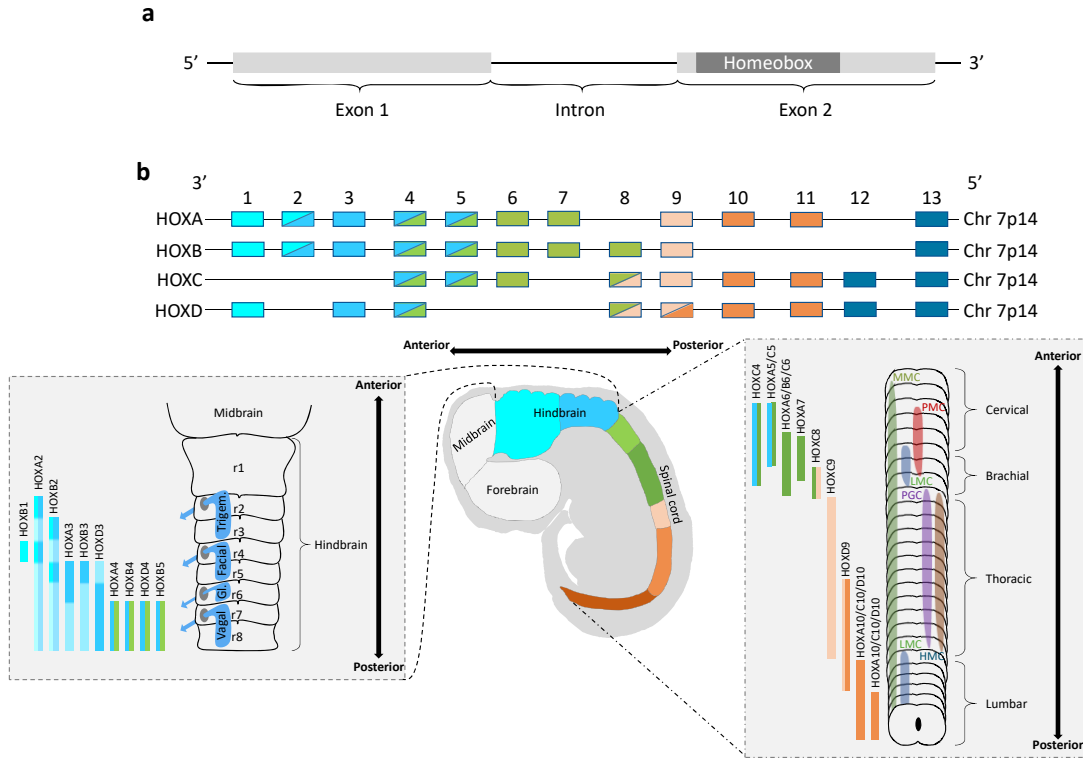 a
5’ Homeobox 3’
Exon 1 Intron Exon 2
b
3’ 5’
1 2 3 4 5 6 7 8 9 10 11 12 13
HOXA Chr 7p14
HOXB Chr 7p14
HOXC Chr 7p14
HOXD Chr 7p14
Anterior Posterior
Anterior
Midbrain
Hindbrain
r1
r2
r3
r4
r5
r6
r7
r8
Trigem
Facial
Gl.
Vagal
HOXB1
HOXA2
HOXB2
HOXA3
HOXB3
HOXD3
HOXA4
HOXB4
HOXD4
HOXB5
Posterior
Midbrain
Hindbrain
Forebrain
Spinal cord
HOXC4
HOXA5/C5
HOXA6/B6/C6
HOXA7
HOXC8
HOXC9
HOXD9
HOXA10/C10/D10
HOXA10/C10/D10
MMC
PMC
LMC
PGC
LMC
HMC
Anterior
Cervical
Brachial
Thoracic
Lumbar
Posterior